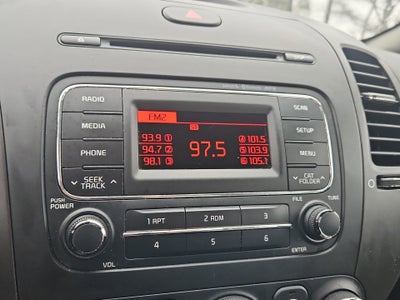 RADIO
MEDIA
PHONE
SEEK
TRACK
PUSH
POWER
VOL
FM2
93.9 1
94.7 2
98.1 3
97.5
4 101.5
5 103.9
6 105.1
SCAN
SETUP
MENU
CAT
FOLDER
FILE
TUNE
ENTER
1 RPT
2 RDM
3
4
5
6